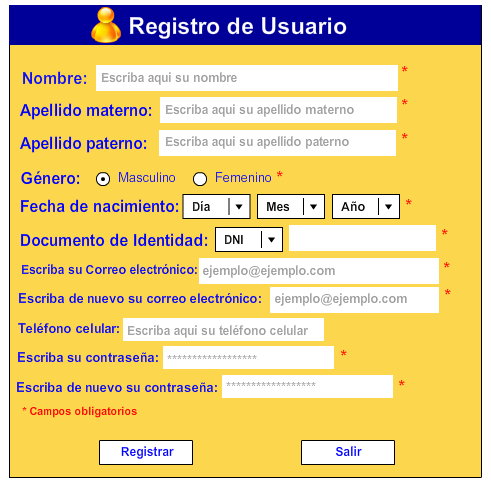 Registro de Usuario
Nombre: Escriba aqui su nombre *
Apellido materno: Escriba aqui su apellido materno *
Apellido paterno: Escriba aqui su apellido paterno *
Género: Masculino Femenino *
Fecha de nacimiento: Día Mes Año *
Documento de Identidad: DNI *
Escriba su Correo electrónico: ejemplo@ejemplo.com *
Escriba de nuevo su correo electrónico: ejemplo@ejemplo.com *
Teléfono celular: Escriba aqui su teléfono celular
Escriba su contraseña: ****************** *
Escriba de nuevo su contraseña: ****************** *
* Campos obligatorios
Registrar Salir